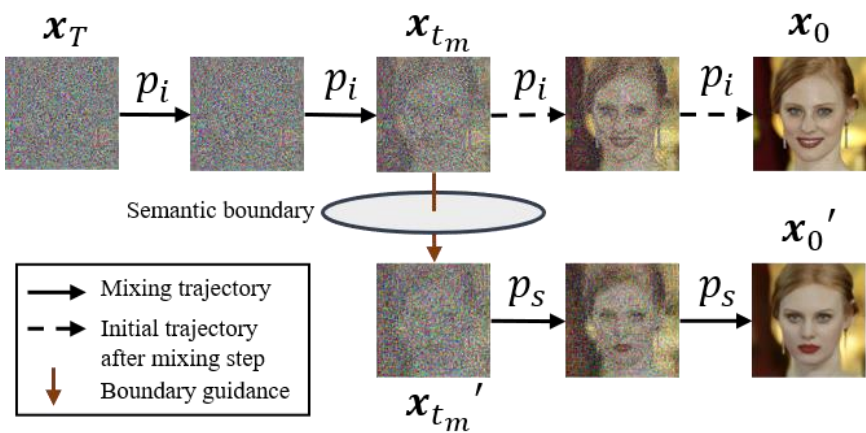 x_T x_{t_m} x_0
p_i p_i p_i p_i
Semantic boundary
x_0'
Mixing trajectory
Initial trajectory
after mixing step
Boundary guidance
p_s p_s
x_{t_m}'